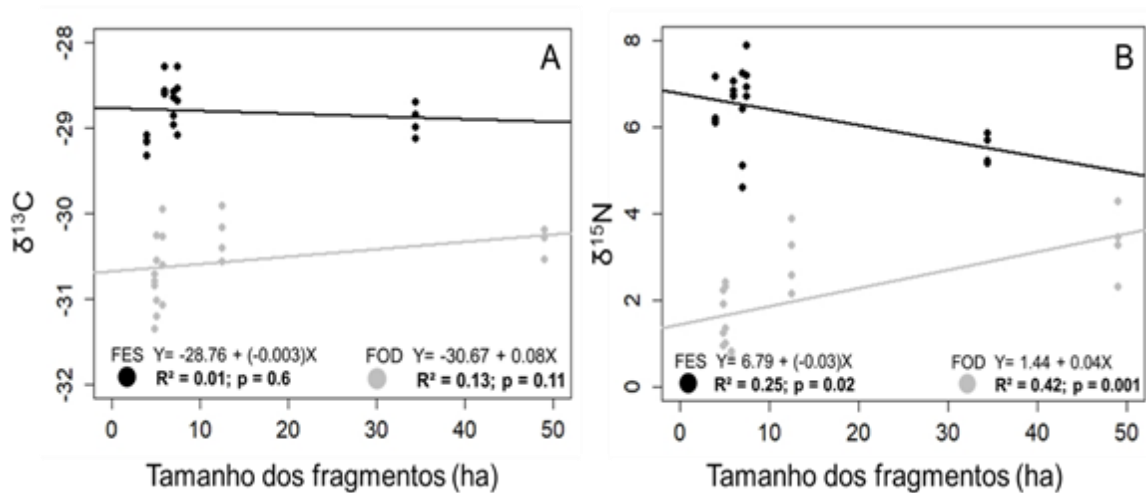 A
δ¹³C
-28
-29
-30
-31
-32
FES Y= -28.76 + (-0.003)X
R² = 0.01; p = 0.6
FOD Y= -30.67 + 0.08X
R² = 0.13; p = 0.11
0 10 20 30 40 50
Tamanho dos fragmentos (ha)
B
δ¹⁵N
8
6
4
2
0
FES Y= 6.79 + (-0.03)X
R² = 0.25; p = 0.02
FOD Y= 1.44 + 0.04X
R² = 0.42; p = 0.001
0 10 20 30 40 50
Tamanho dos fragmentos (ha)